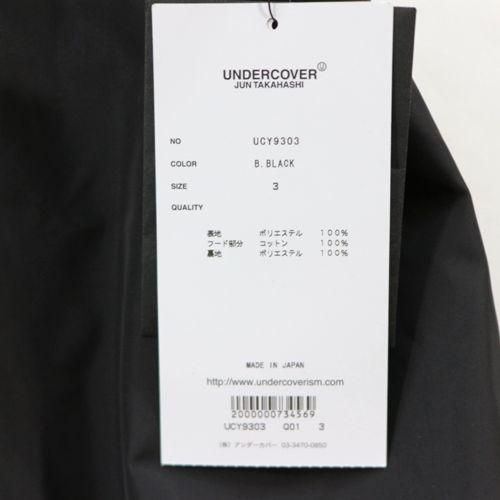 UNDERCOVER U
JUN TAKAHASHI
NO UCY9303
COLOR B.BLACK
SIZE 3
QUALITY
表地 ポリエステル 100%
フード部分 コットン 100%
裏地 ポリエステル 100%
MADE IN JAPAN
http://www.undercoverism.com/
2000000734569
UCY9303 Q01 3
(株) アンダーカバー 03-3470-0850